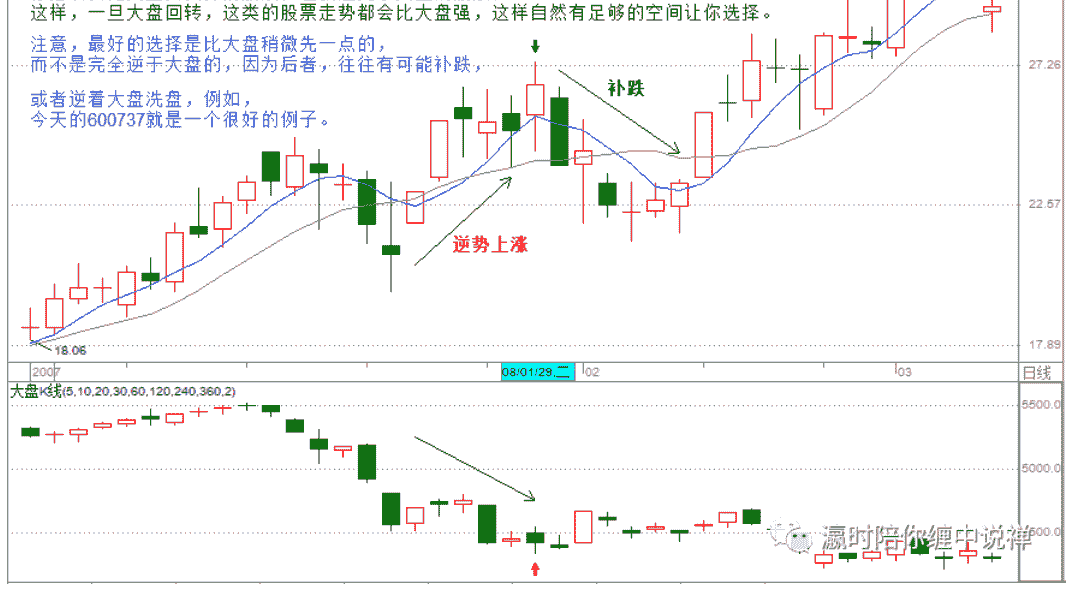 这样，一旦大盘回转，这类的股票走势都会比大盘强，这样自然有足够的空间让你选择。
注意，最好的选择是比大盘稍微先一点的，
而不是完全逆于大盘的，因为后者，往往有可能补跌，
或者逆着大盘洗盘，例如，
今天的600737就是一个很好的例子。
补跌
27.26
22.57
逆势上涨
17.89
18.06
2007
08/01/29,二
02
03
日线
大盘K线(5,10,20,30,60,120,240,360,2)
5500.0
5000.0
瀛时陪你缠中说禅